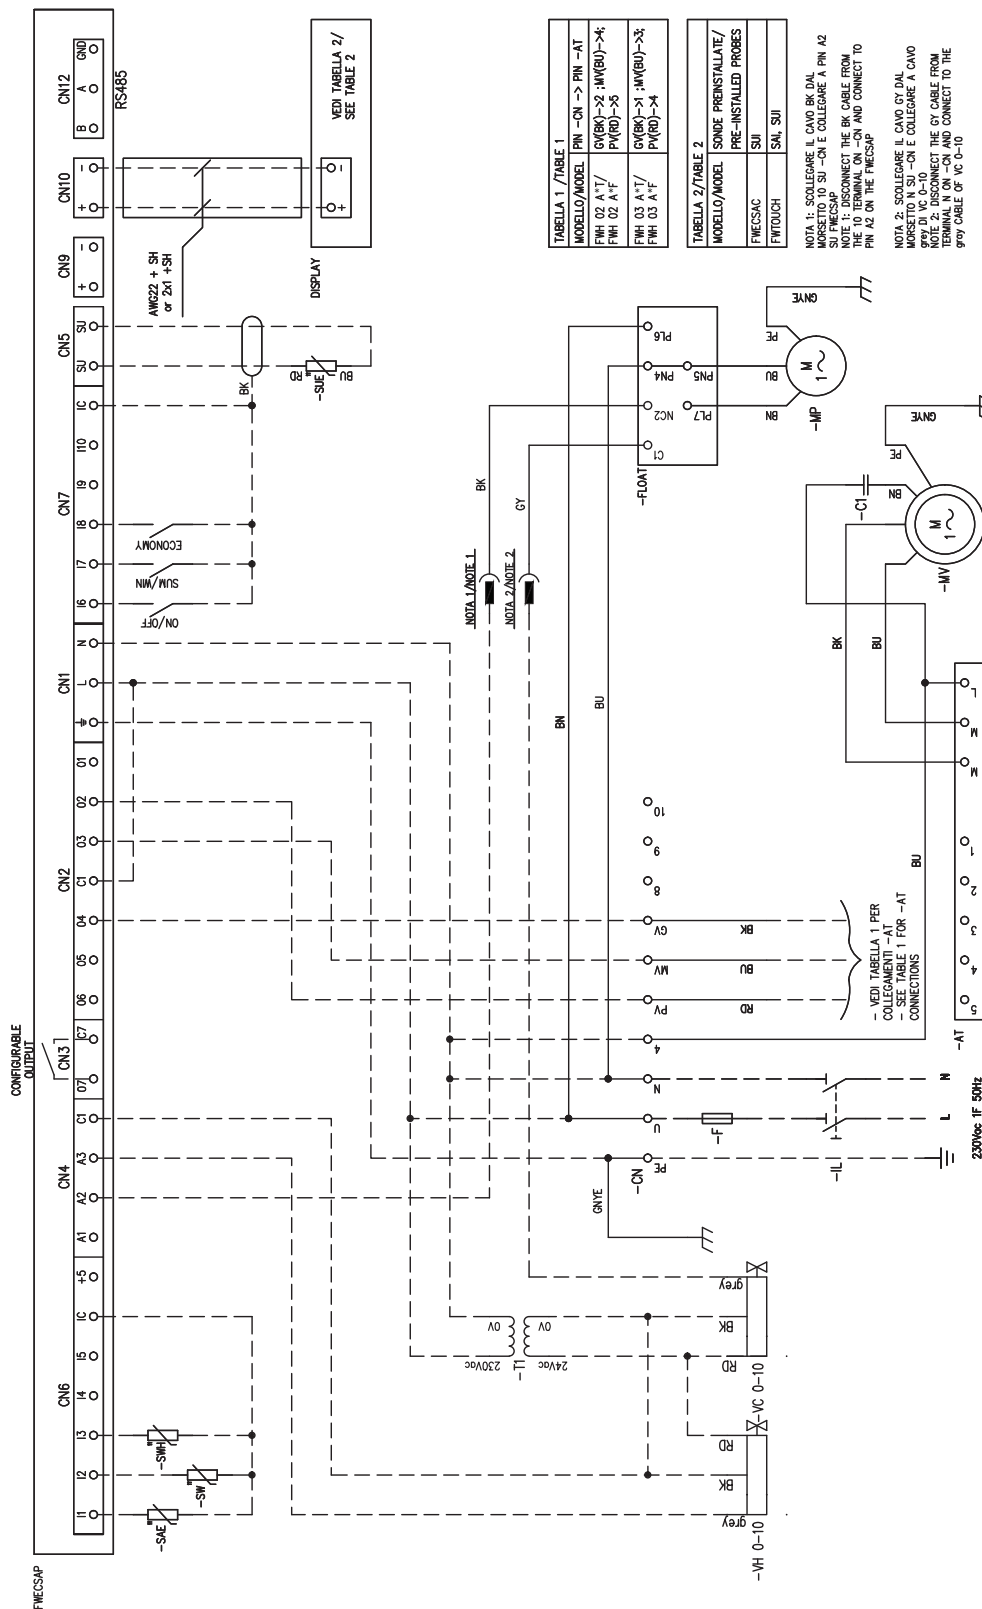 FWECSAP
CN6
I1
I2
I3
I4
I5
IC
+5
CN4
A1
A2
A3
C1
CONFIGURABLE
OUTPUT
CN3
O7
C7
CN2
O6
O5
O4
C1
O3
O2
O1
CN1
L
N
CN7
I6
I7
I8
I9
I10
IC
CN5
SU
SU
CN9
+
-
CN10
+
-
CN12
B
A
GND
RS485
-SAE
-SW
-SWH
ON/OFF
SUM/WIN
ECONOMY
BK
RD
-SUE
BU
AWG22 + SH
or 2x1 +SH
DISPLAY
+
-
VEDI TABELLA 2/
SEE TABLE 2
NOTA 1/NOTE 1
BK
NOTA 2/NOTE 2
GY
230Vac
0V
-T1
24Vac
0V
BN
BU
GNYE
-CN
PE
U
N
4
PV
MV
GV
8
9
10
-FLOAT
C1
NC2
PN4
PL6
PL7
PN5
BN
BU
PE
GNYE
M
1
-MP
-VH 0-10
grey
BK
RD
-VC 0-10
RD
BK
grey
-F
-IL
L
N
230Vac 1F 50Hz
RD
BU
BK
- VEDI TABELLA 1 PER
COLLEGAMENTI -AT
- SEE TABLE 1 FOR -AT
CONNECTIONS
BU
BK
BU
-C1
BN
PE
GNYE
M
1
-MV
-AT
5
4
3
2
1
M
M
L
TABELLA 1 /TABLE 1
MODELLO/MODEL PIN -CN -> PIN -AT
FWH 02 A*T/ GV(BK)->2 ;MV(BU)->4;
FWH 02 A*F PV(RD)->5
FWH 03 A*T/ GV(BK)->1 ;MV(BU)->3;
FWH 03 A*F PV(RD)->4
TABELLA 2/TABLE 2
MODELLO/MODEL SONDE PREINSTALLATE/
PRE-INSTALLED PROBES
FWECSAC SUI
FWTOUCH SAI, SUI
NOTA 1: SCOLLEGARE IL CAVO BK DAL
MORSETTO 10 SU -CN E COLLEGARE A PIN A2
SU FWECSAP
NOTE 1: DISCONNECT THE BK CABLE FROM
THE 10 TERMINAL ON -CN AND CONNECT TO
PIN A2 ON THE FWECSAP
NOTA 2: SCOLLEGARE IL CAVO GY DAL
MORSETTO N SU -CN E COLLEGARE A CAVO
grey DI VC 0-10
NOTE 2: DISCONNECT THE GY CABLE FROM
TERMINAL N ON -CN AND CONNECT TO THE
grey CABLE OF VC 0-10